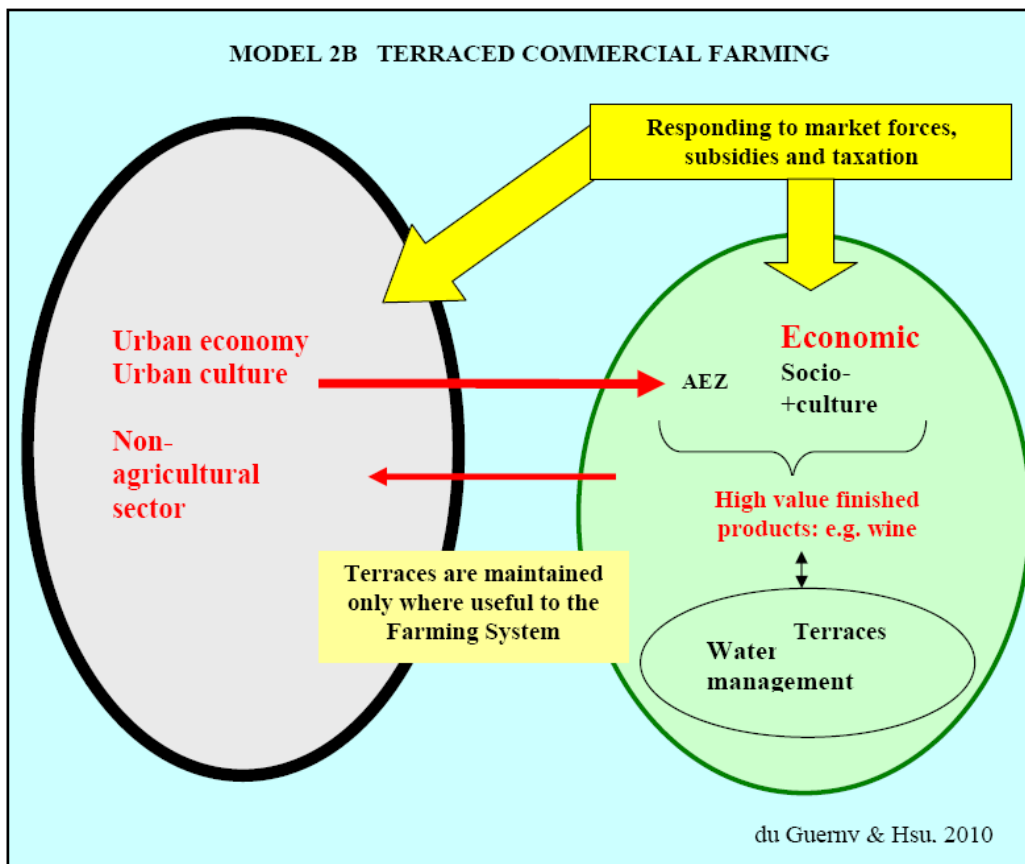 MODEL 2B TERRACED COMMERCIAL FARMING
Responding to market forces,
subsidies and taxation
Urban economy
Urban culture
Non-
agricultural
sector
Economic
AEZ
Socio-
+culture
High value finished
products: e.g. wine
Terraces are maintained
only where useful to the
Farming System
Terraces
Water
management
du Guerny & Hsu, 2010